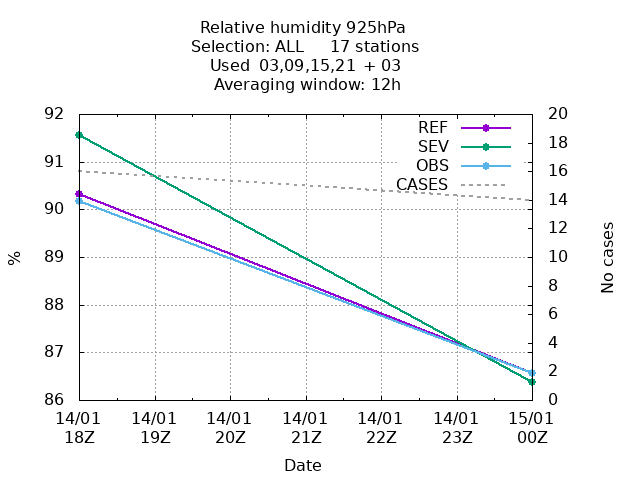 Relative humidity 925hPa
Selection: ALL 17 stations
Used 03,09,15,21 + 03
Averaging window: 12h
92
91
90
89
88
87
86
%
20
18
16
14
12
10
8
6
4
2
0
No cases
REF
SEV
OBS
CASES
14/01 14/01 14/01 14/01 14/01 14/01 15/01
18Z 19Z 20Z 21Z 22Z 23Z 00Z
Date